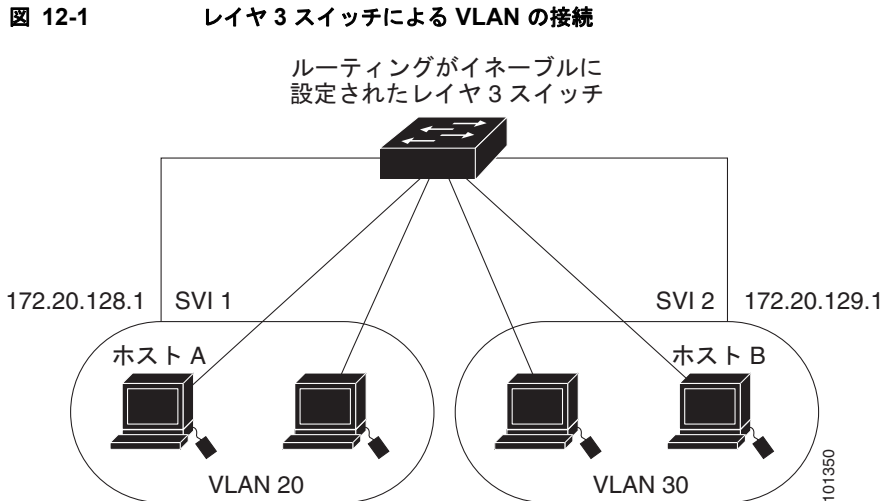 図 12-1 レイヤ 3 スイッチによる VLAN の接続
ルーティングがイネーブルに
設定されたレイヤ 3 スイッチ
172.20.128.1 SVI 1 SVI 2 172.20.129.1
ホスト A ホスト B
VLAN 20 VLAN 30
101350